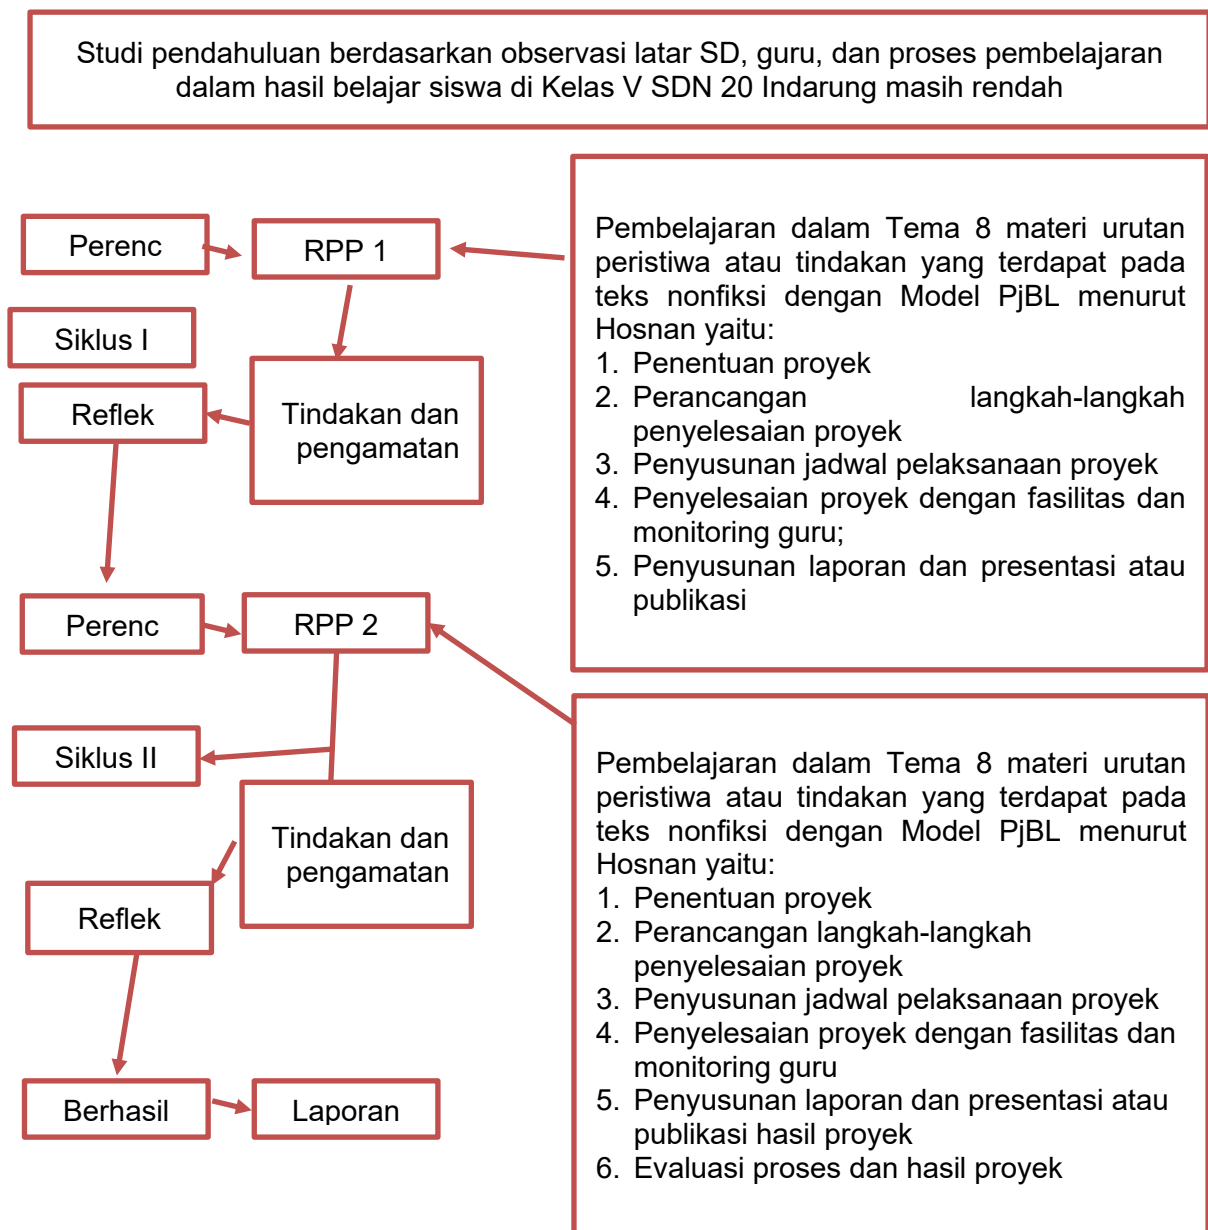 Studi pendahuluan berdasarkan observasi latar SD, guru, dan proses pembelajaran
dalam hasil belajar siswa di Kelas V SDN 20 Indarung masih rendah
Perenc
RPP 1
Siklus I
Reflek
Tindakan dan
pengamatan
Pembelajaran dalam Tema 8 materi urutan
peristiwa atau tindakan yang terdapat pada
teks nonfiksi dengan Model PjBL menurut
Hosnan yaitu:
1. Penentuan proyek
2. Perancangan langkah-langkah
penyelesaian proyek
3. Penyusunan jadwal pelaksanaan proyek
4. Penyelesaian proyek dengan fasilitas dan
monitoring guru;
5. Penyusunan laporan dan presentasi atau
publikasi
Perenc
RPP 2
Siklus II
Tindakan dan
pengamatan
Reflek
Berhasil
Laporan
Pembelajaran dalam Tema 8 materi urutan
peristiwa atau tindakan yang terdapat pada
teks nonfiksi dengan Model PjBL menurut
Hosnan yaitu:
1. Penentuan proyek
2. Perancangan langkah-langkah
penyelesaian proyek
3. Penyusunan jadwal pelaksanaan proyek
4. Penyelesaian proyek dengan fasilitas dan
monitoring guru
5. Penyusunan laporan dan presentasi atau
publikasi hasil proyek
6. Evaluasi proses dan hasil proyek